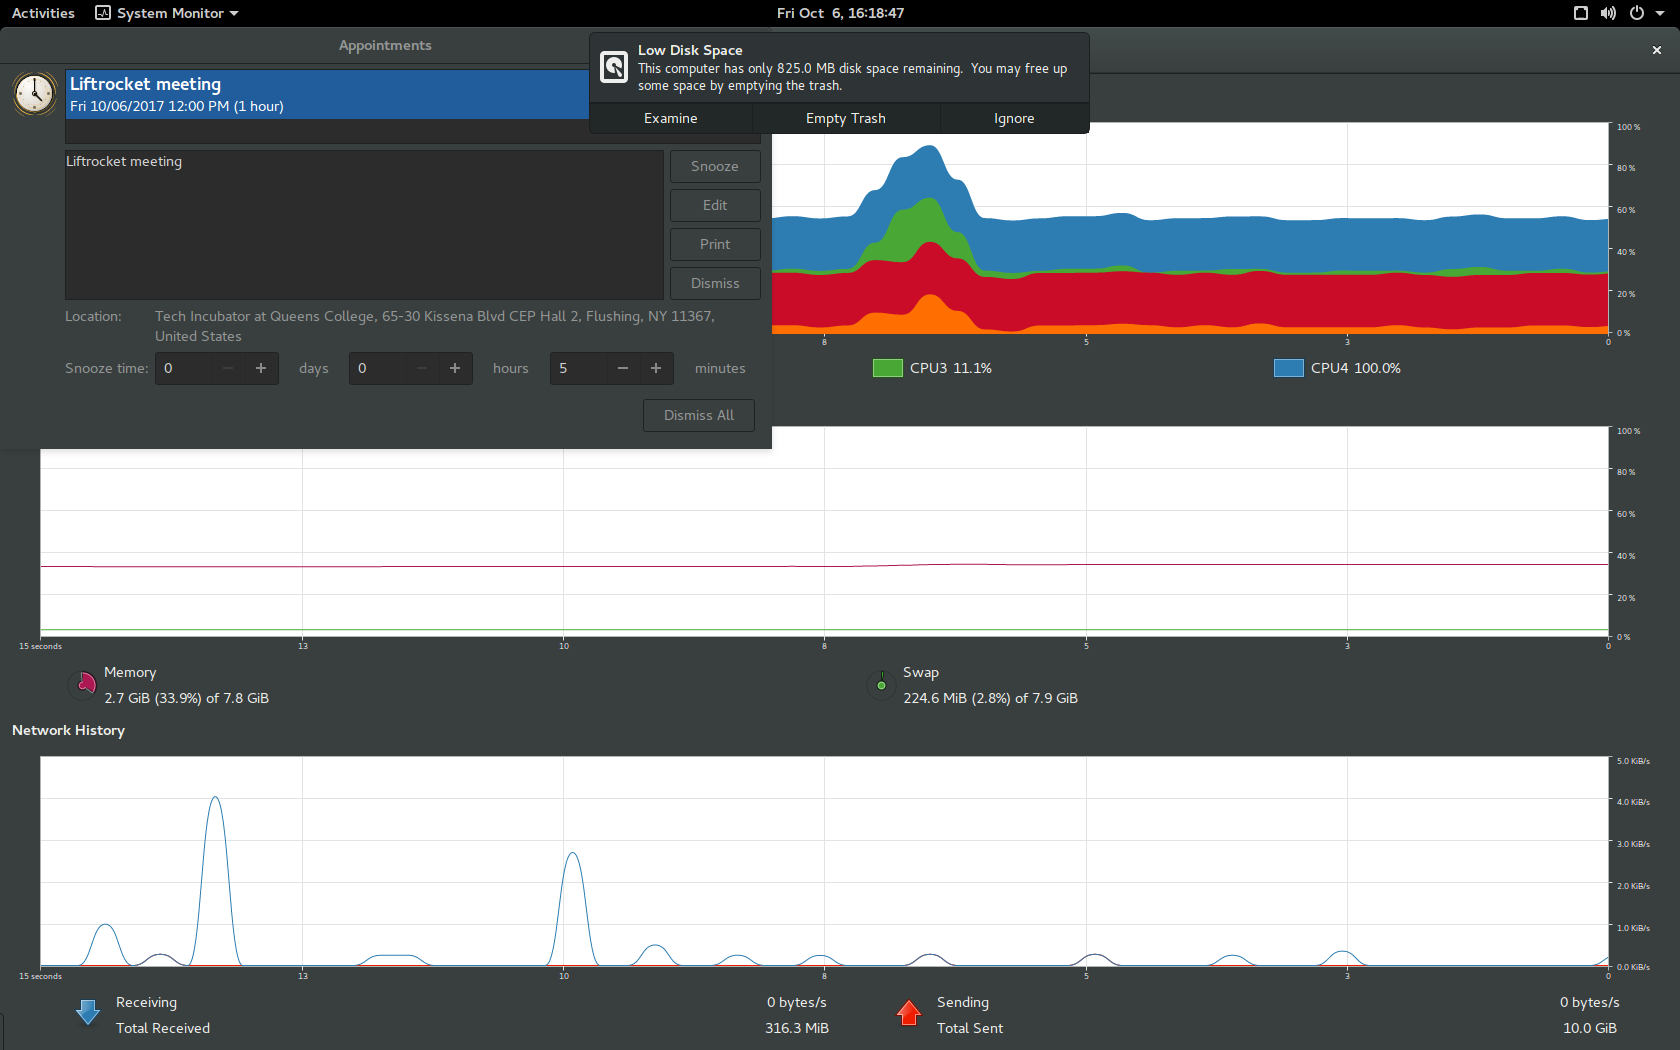 Activities
System Monitor
Fri Oct 6, 16:18:47
Appointments
Low Disk Space
This computer has only 825.0 MB disk space remaining. You may free up
some space by emptying the trash.
Examine
Empty Trash
Ignore
Liftrocket meeting
Fri 10/06/2017 12:00 PM (1 hour)
Liftrocket meeting
Snooze
Edit
Print
Dismiss
Location:
Tech Incubator at Queens College, 65-30 Kissena Blvd CEP Hall 2, Flushing, NY 11367,
United States
Snooze time:
0
days
0
hours
5
minutes
Dismiss All
100 %
80 %
60 %
40 %
20 %
0 %
8
5
3
0
CPU3 11.1%
CPU4 100.0%
100 %
80 %
60 %
40 %
20 %
0 %
15 seconds
13
10
8
5
3
0
Memory
2.7 GiB (33.9%) of 7.8 GiB
Swap
224.6 MiB (2.8%) of 7.9 GiB
Network History
5.0 KiB/s
4.0 KiB/s
3.0 KiB/s
2.0 KiB/s
1.0 KiB/s
0.0 KiB/s
15 seconds
13
10
8
5
3
0
Receiving
0 bytes/s
Total Received
316.3 MiB
Sending
0 bytes/s
Total Sent
10.0 GiB